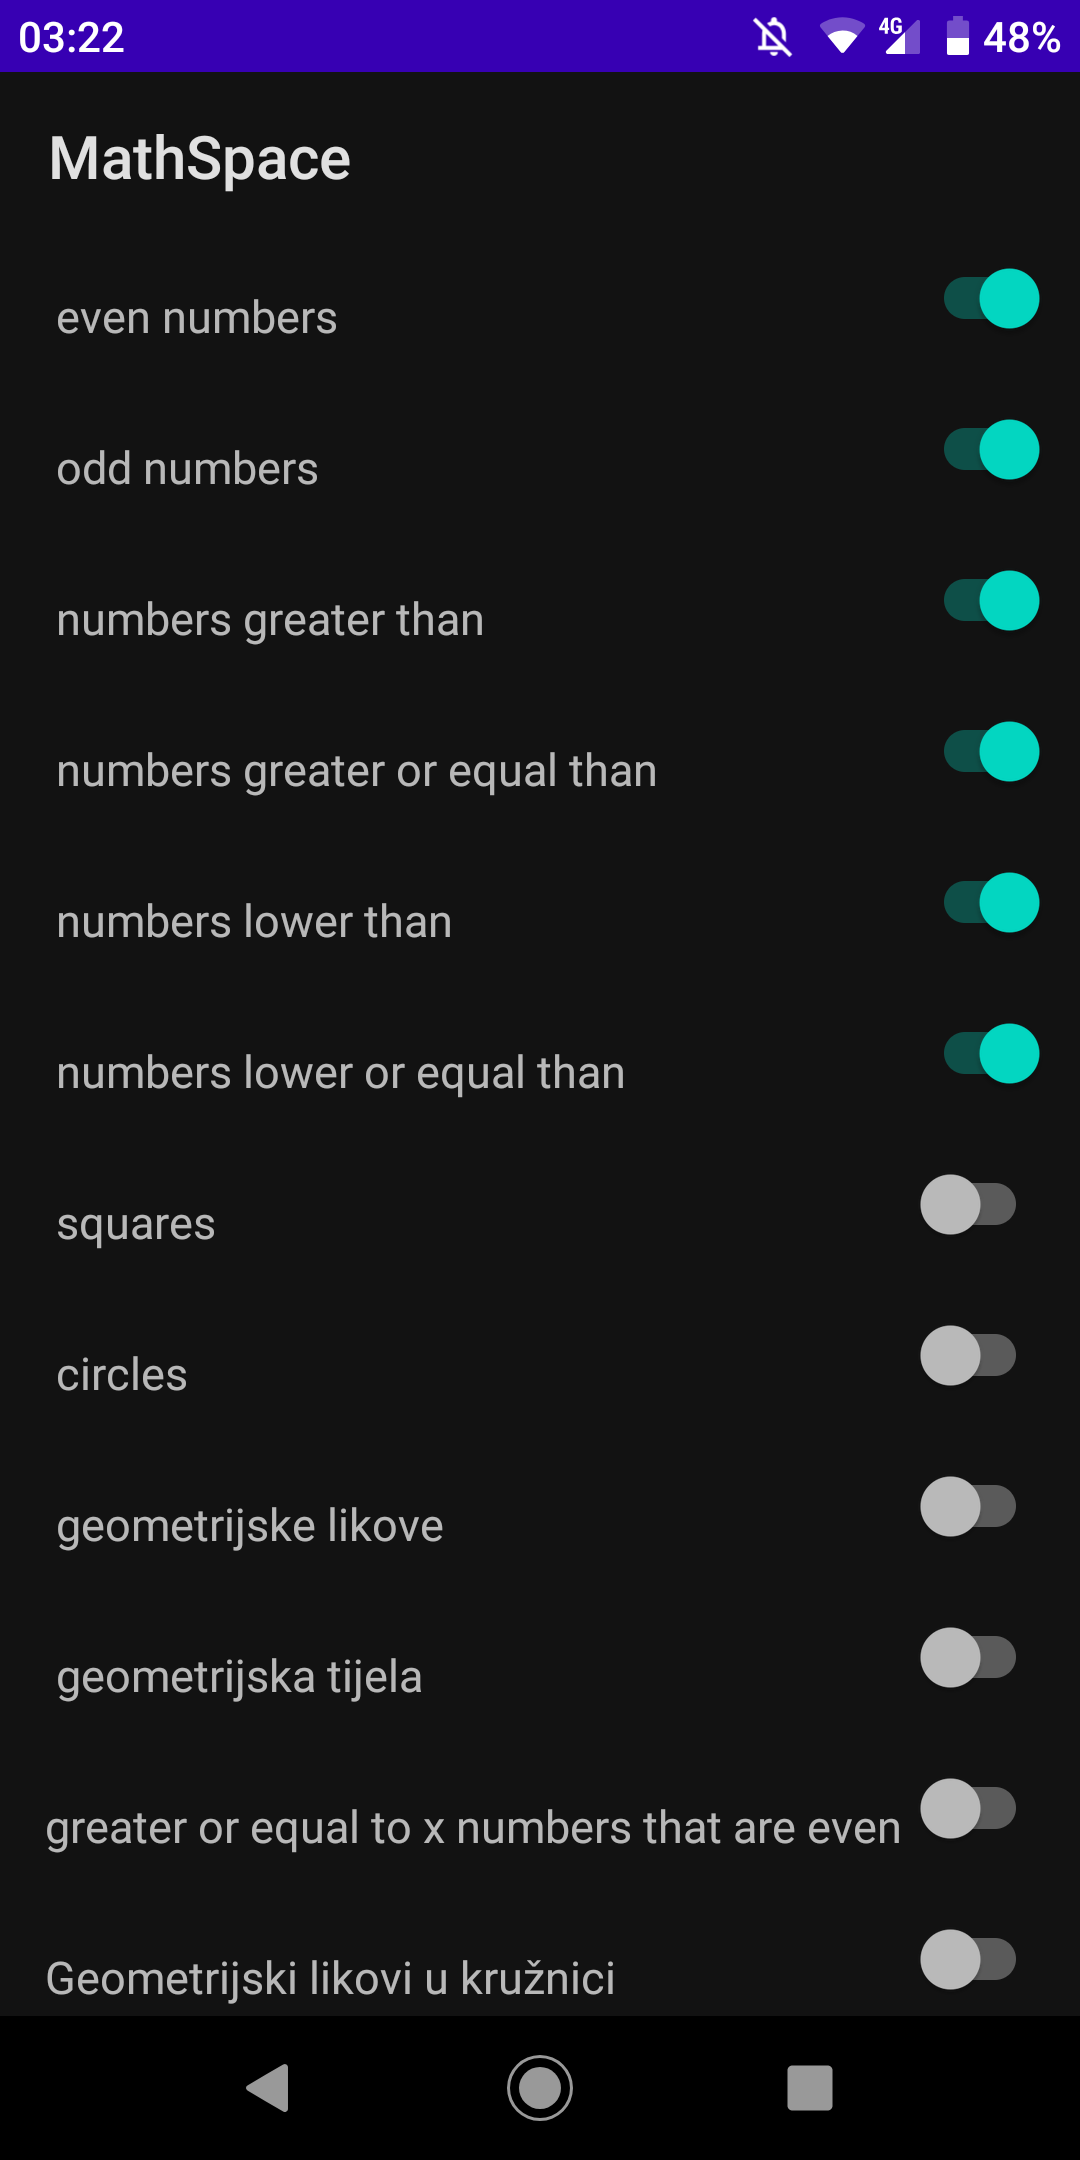 03:22
4G
48%
MathSpace
even numbers
odd numbers
numbers greater than
numbers greater or equal than
numbers lower than
numbers lower or equal than
squares
circles
geometrijske likove
geometrijska tijela
greater or equal to x numbers that are even
Geometrijski likovi u kružnici